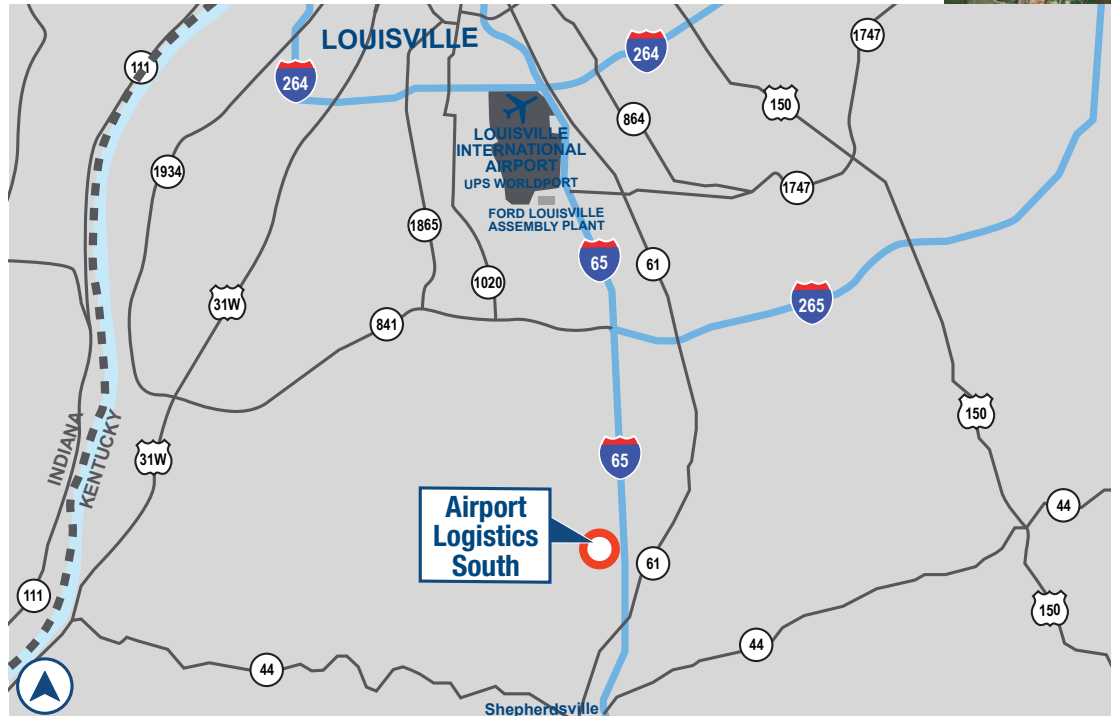 LOUISVILLE
1747
111
264
264
150
864
LOUISVILLE
INTERNATIONAL
AIRPORT
UPS WORLDPORT
1934
1747
FORD LOUISVILLE
ASSEMBLY PLANT
1865
65
61
1020
31W
265
841
150
INDIANA
KENTUCKY
31W
65
Airport
Logistics
South
44
61
111
150
44
44
Shepherdsville